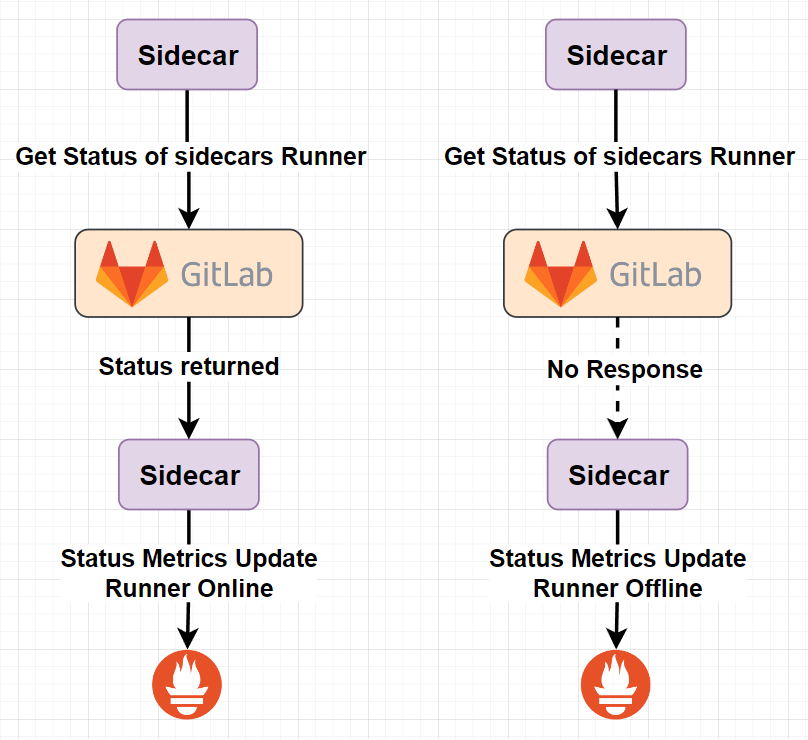 Sidecar
Get Status of sidecars Runner
GitLab
Status returned
Sidecar
Status Metrics Update
Runner Online
Sidecar
Get Status of sidecars Runner
GitLab
No Response
Sidecar
Status Metrics Update
Runner Offline